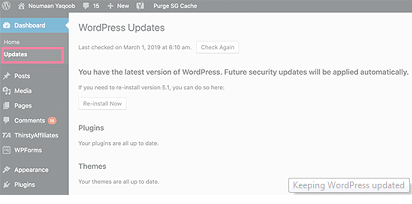 Noumaan Yaqoob
+ New
Purge SG Cache
Dashboard
Home
Updates
Posts
Media
Pages
Comments
ThirstyAffiliates
WPForms
Appearance
Plugins
WordPress Updates
Last checked on March 1, 2019 at 6:10 am.
Check Again
You have the latest version of WordPress. Future security updates will be applied automatically.
If you need to re-install version 5.1, you can do so here:
Re-install Now
Plugins
Your plugins are all up to date.
Themes
Your themes are all up to date.
Keeping WordPress updated